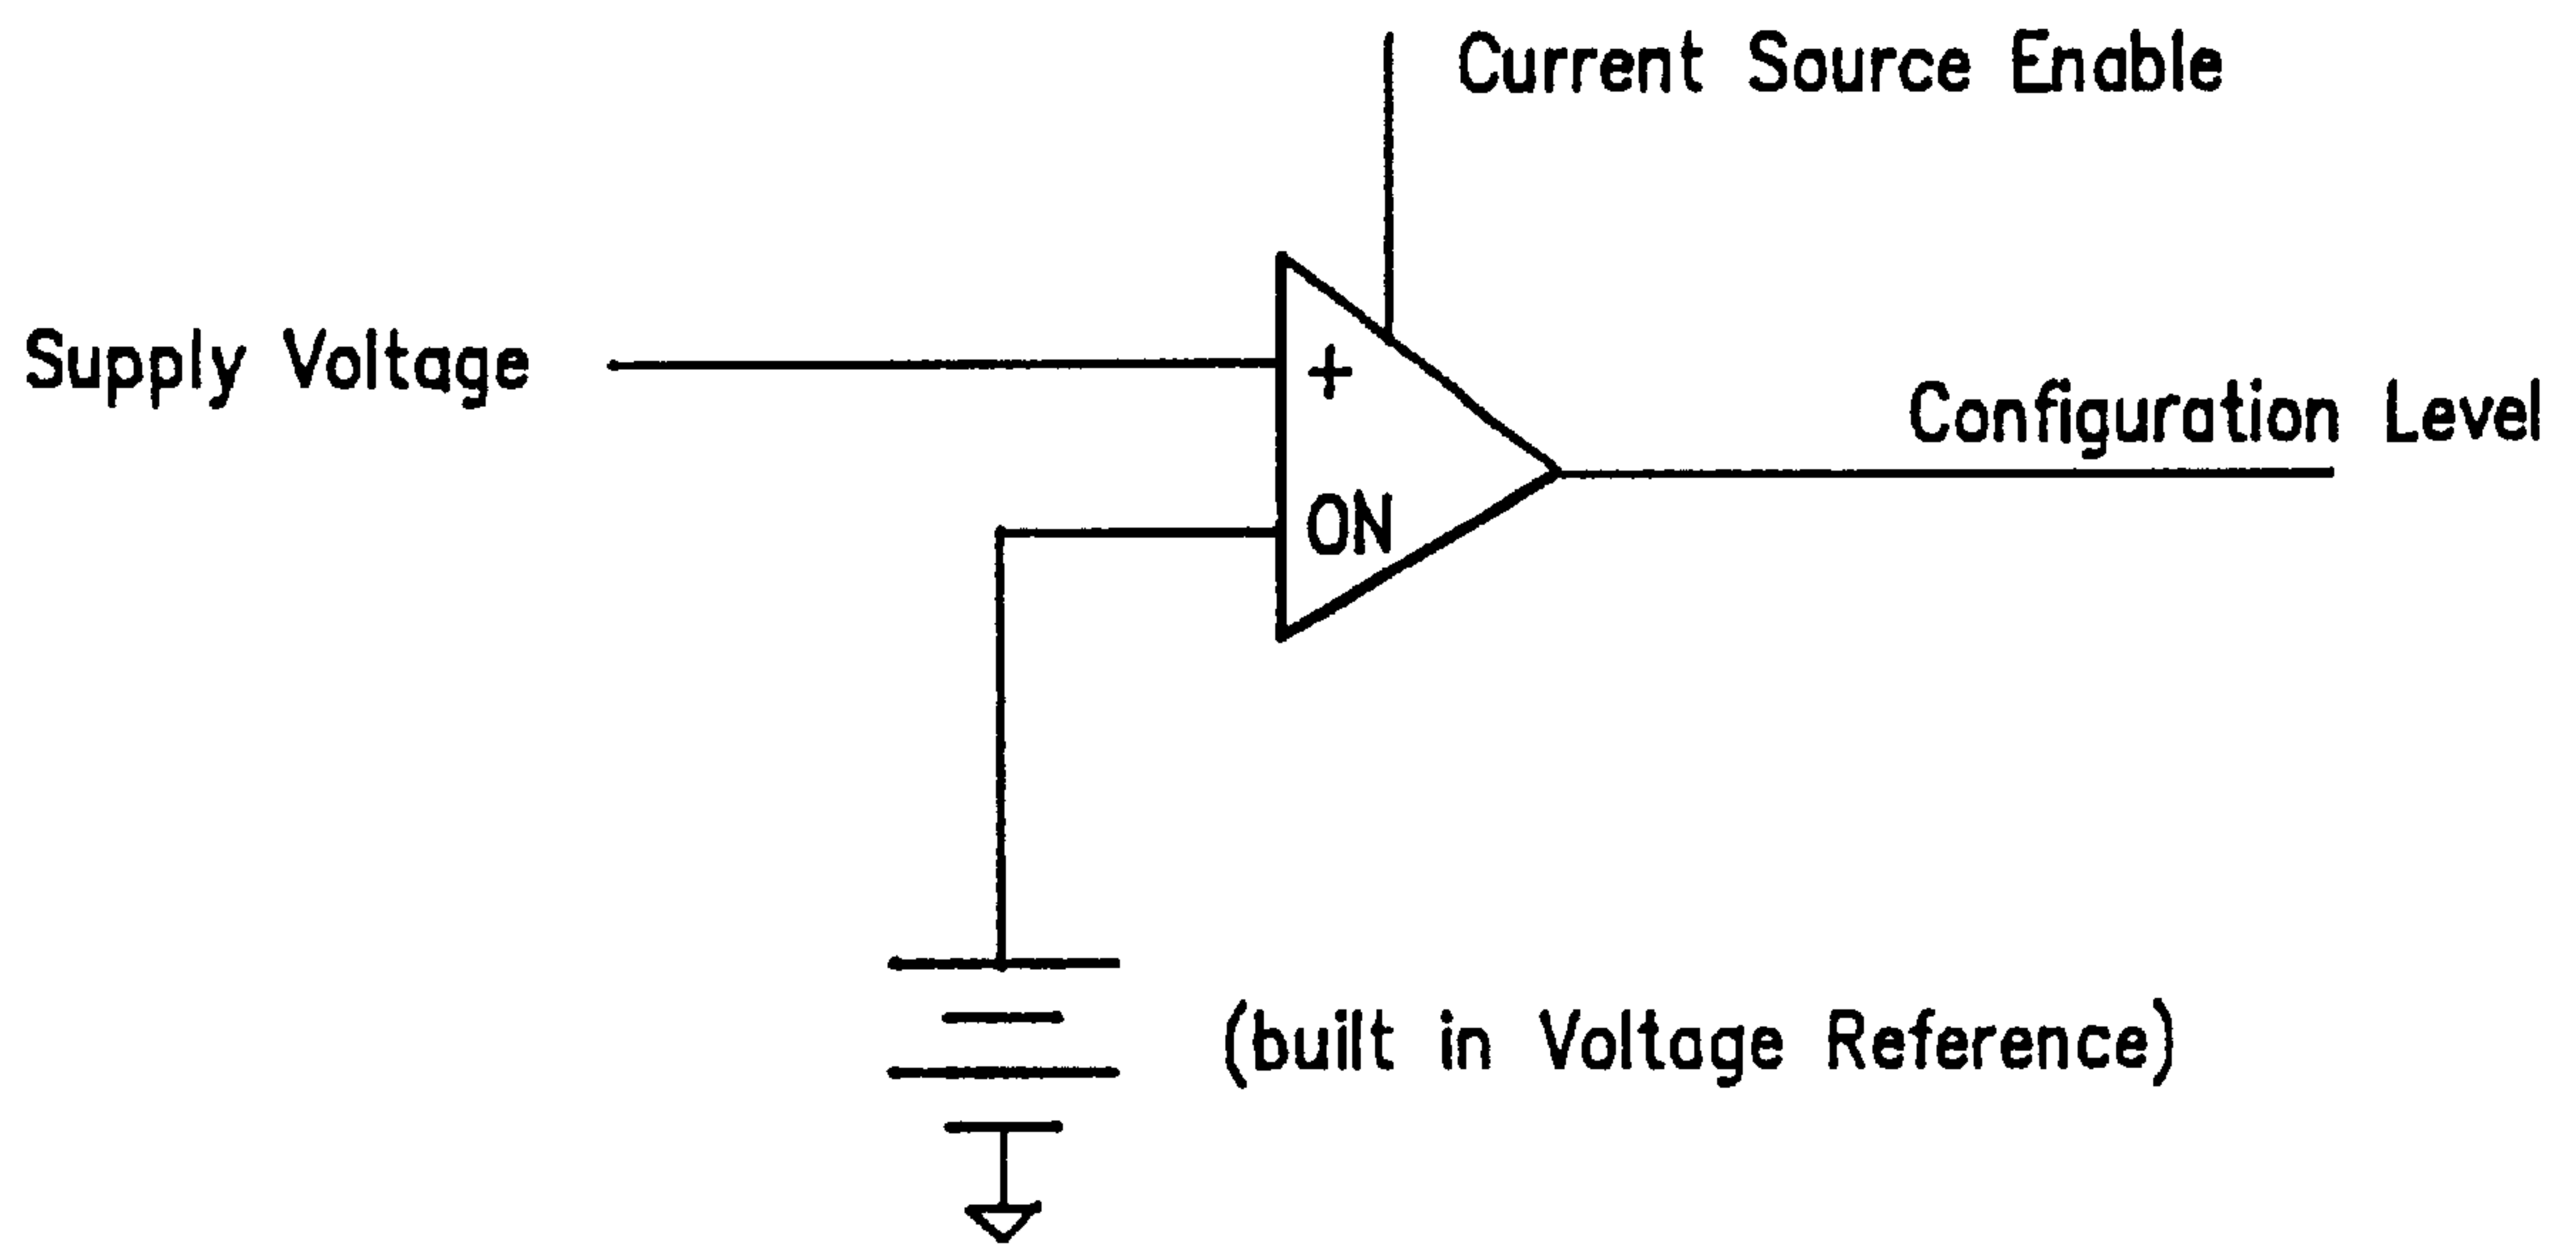 Current Source Enable
Supply Voltage
+
Configuration Level
ON
(built in Voltage Reference)